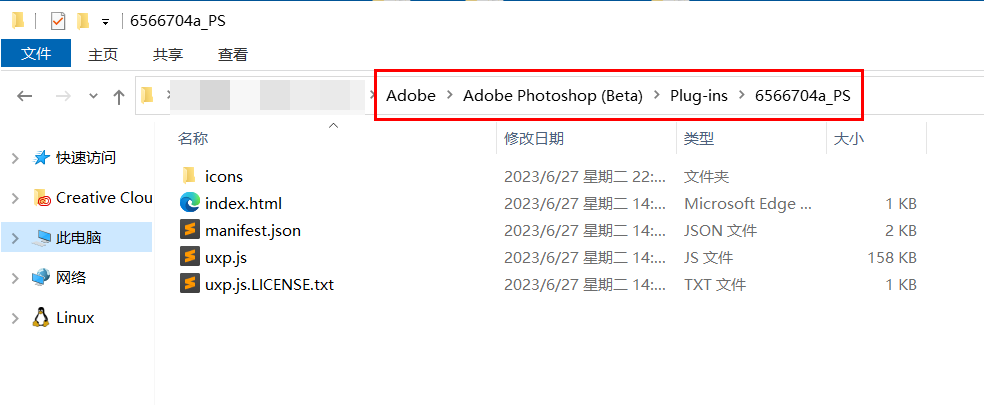 6566704a_PS
文件 主页 共享 查看
Adobe Adobe Photoshop (Beta) Plug-ins 6566704a_PS
名称 修改日期 类型 大小
快速访问
Creative Clou
此电脑
网络
Linux
icons 2023/6/27 星期二 22:... 文件夹
index.html 2023/6/27 星期二 14:... Microsoft Edge ... 1 KB
manifest.json 2023/6/27 星期二 14:... JSON 文件 2 KB
uxp.js 2023/6/27 星期二 14:... JS 文件 158 KB
uxp.js.LICENSE.txt 2023/6/27 星期二 14:... TXT 文件 1 KB